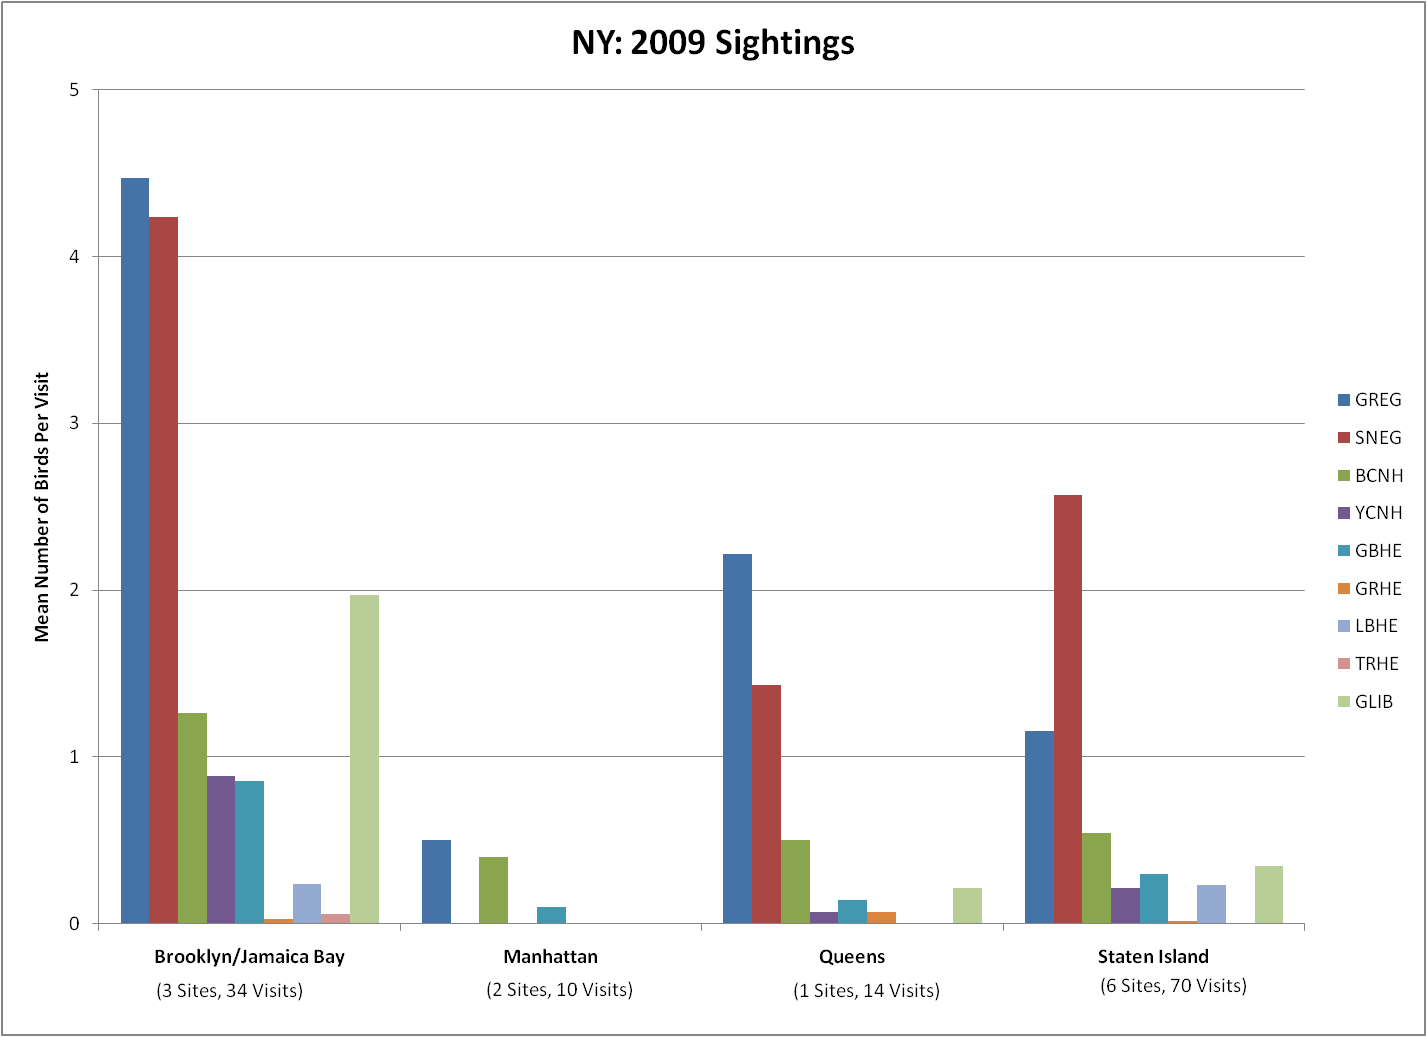 NY: 2009 Sightings
Mean Number of Birds Per Visit
5
4
3
2
1
0
Brooklyn/Jamaica Bay
(3 Sites, 34 Visits)
Manhattan
(2 Sites, 10 Visits)
Queens
(1 Sites, 14 Visits)
Staten Island
(6 Sites, 70 Visits)
GREG
SNEG
BCNH
YCNH
GBHE
GRHE
LBHE
TRHE
GLIB